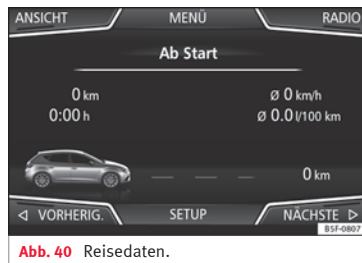 ANSICHT MENÜ RADIO
Ab Start
0 km ø 0 km/h
0:00 h ø 0.0 l/100 km
0 km
◁ VORHERIG. SETUP NÄCHSTE ▷
B5F-0807
Abb. 40 Reisedaten.